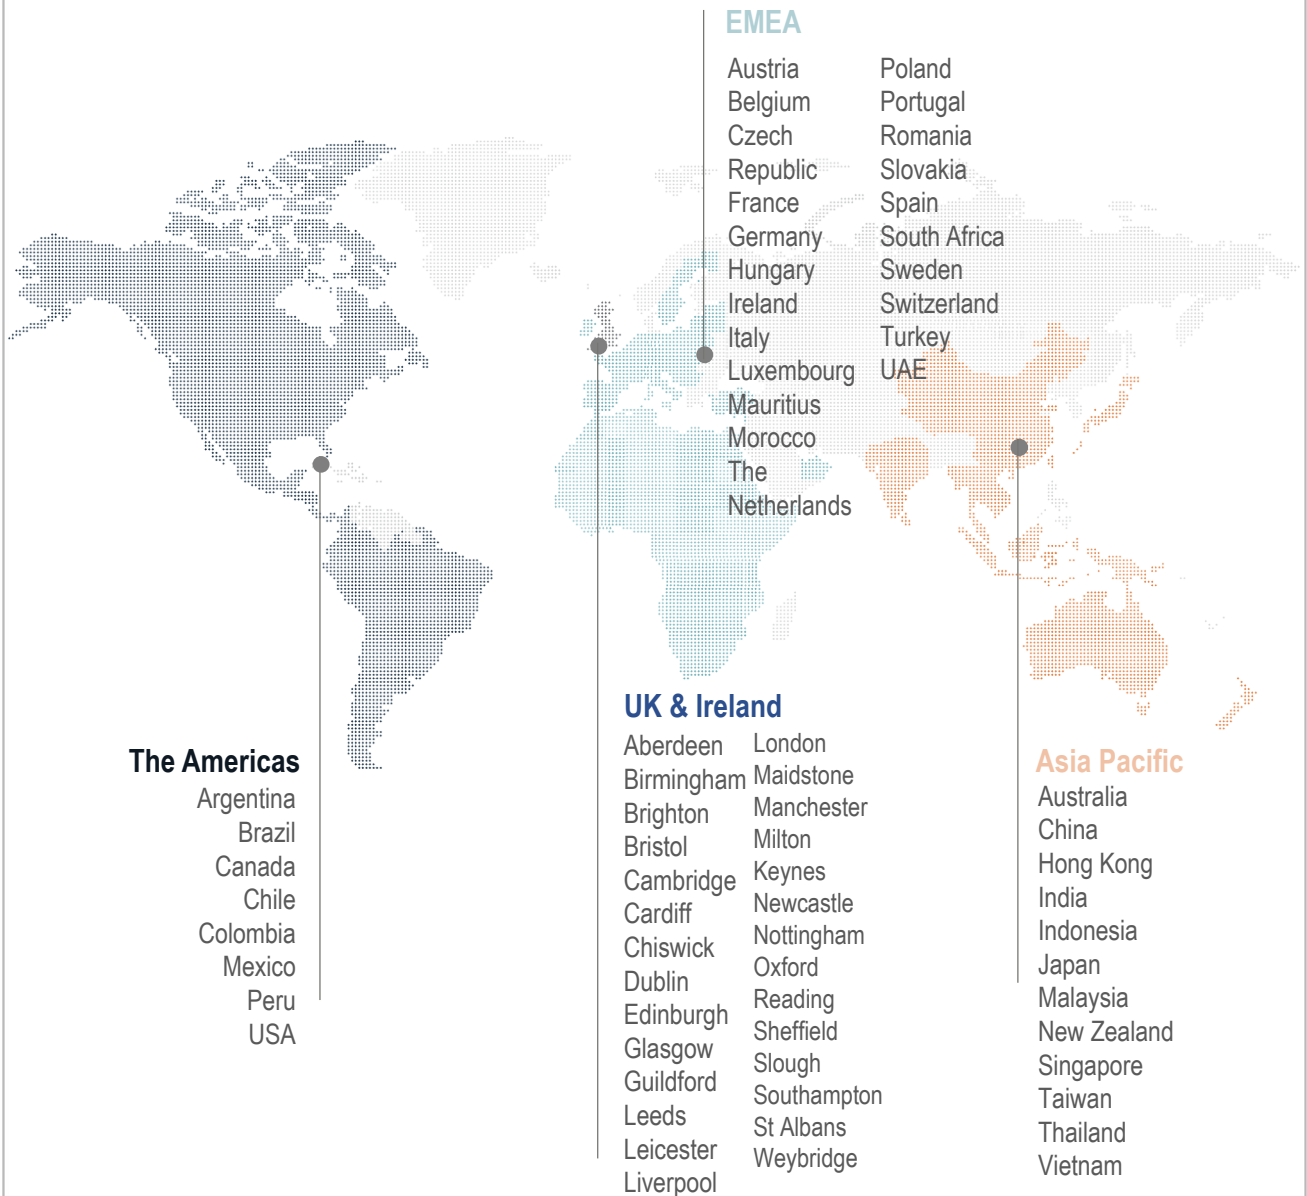 EMEA
Austria
Belgium
Czech
Republic
France
Germany
Hungary
Ireland
Italy
Luxembourg
Mauritius
Morocco
The
Netherlands
Poland
Portugal
Romania
Slovakia
Spain
South Africa
Sweden
Switzerland
Turkey
UAE
The Americas
Argentina
Brazil
Canada
Chile
Colombia
Mexico
Peru
USA
UK & Ireland
Aberdeen
Birmingham
Brighton
Bristol
Cambridge
Cardiff
Chiswick
Dublin
Edinburgh
Glasgow
Guildford
Leeds
Leicester
Liverpool
London
Maidstone
Manchester
Milton
Keynes
Newcastle
Nottingham
Oxford
Reading
Sheffield
Slough
Southampton
St Albans
Weybridge
Asia Pacific
Australia
China
Hong Kong
India
Indonesia
Japan
Malaysia
New Zealand
Singapore
Taiwan
Thailand
Vietnam